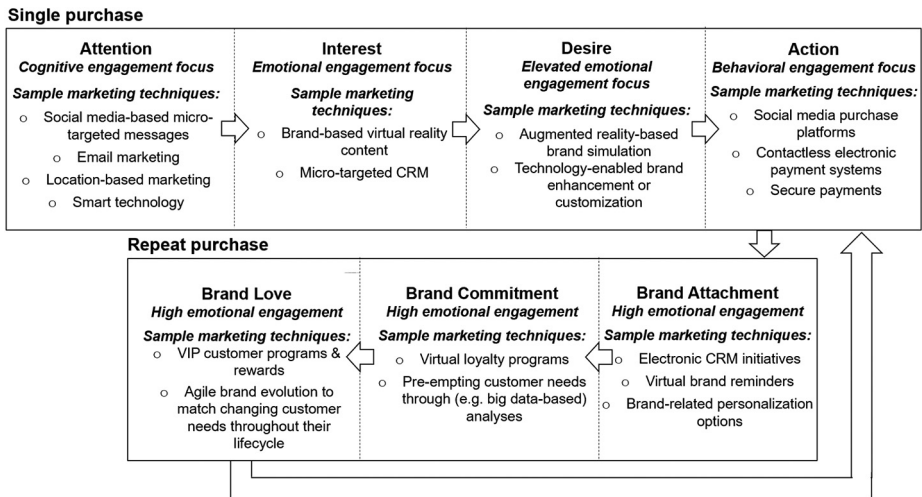 Single purchase
Attention
Cognitive engagement focus
Sample marketing techniques:
o Social media-based micro-
targeted messages
o Email marketing
o Location-based marketing
o Smart technology
Interest
Emotional engagement focus
Sample marketing
techniques:
o Brand-based virtual reality
content
o Micro-targeted CRM
Desire
Elevated emotional
engagement focus
Sample marketing techniques:
o Augmented reality-based
brand simulation
o Technology-enabled brand
enhancement or
customization
Action
Behavioral engagement focus
Sample marketing techniques:
o Social media purchase
platforms
o Contactless electronic
payment systems
o Secure payments
Repeat purchase
Brand Love
High emotional engagement
Sample marketing techniques:
o VIP customer programs &
rewards
o Agile brand evolution to
match changing customer
needs throughout their
lifecycle
Brand Commitment
High emotional engagement
Sample marketing techniques:
o Virtual loyalty programs
o Pre-empting customer needs
through (e.g. big data-based)
analyses
Brand Attachment
High emotional engagement
Sample marketing techniques:
o Electronic CRM initiatives
o Virtual brand reminders
o Brand-related personalization
options